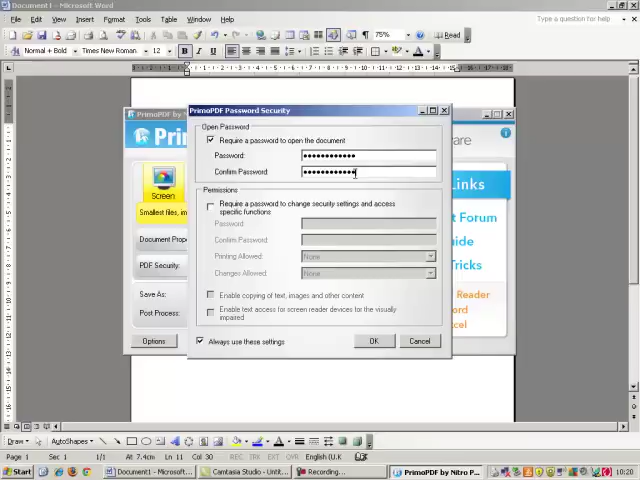 Document1 - Microsoft Word
File Edit View Insert Format Tools Table Window Help
Type a question for help
75% Read
Normal + Bold Times New Roman 12 B I U
PrimoPDF by N
PrimoPDF Password Security
Open Password
Require a password to open the document
Password: ••••••••••••
Confirm Password: ••••••••••••
Permissions
Require a password to change security settings and access
specific functions
Password:
Confirm Password:
Printing Allowed: None
Changes Allowed: None
Enable copying of text, images and other content
Enable text access for screen reader devices for the visually
impaired
Always use these settings
OK Cancel
Prim
Screen
Smallest files, m
Document Prop
PDF Security:
Save As:
Post Process:
Options
Links
t Forum
Tricks
Reader
Draw AutoShapes
Page 1 Sec 1 1/1 At 7.4cm Ln 11 Col 30 REC TRK EXT OVR English (U.K
Start Document1 - Microsoft... Camtasia Studio - Untitled... Recording... PrimoPDF by Nitro P... 10:20